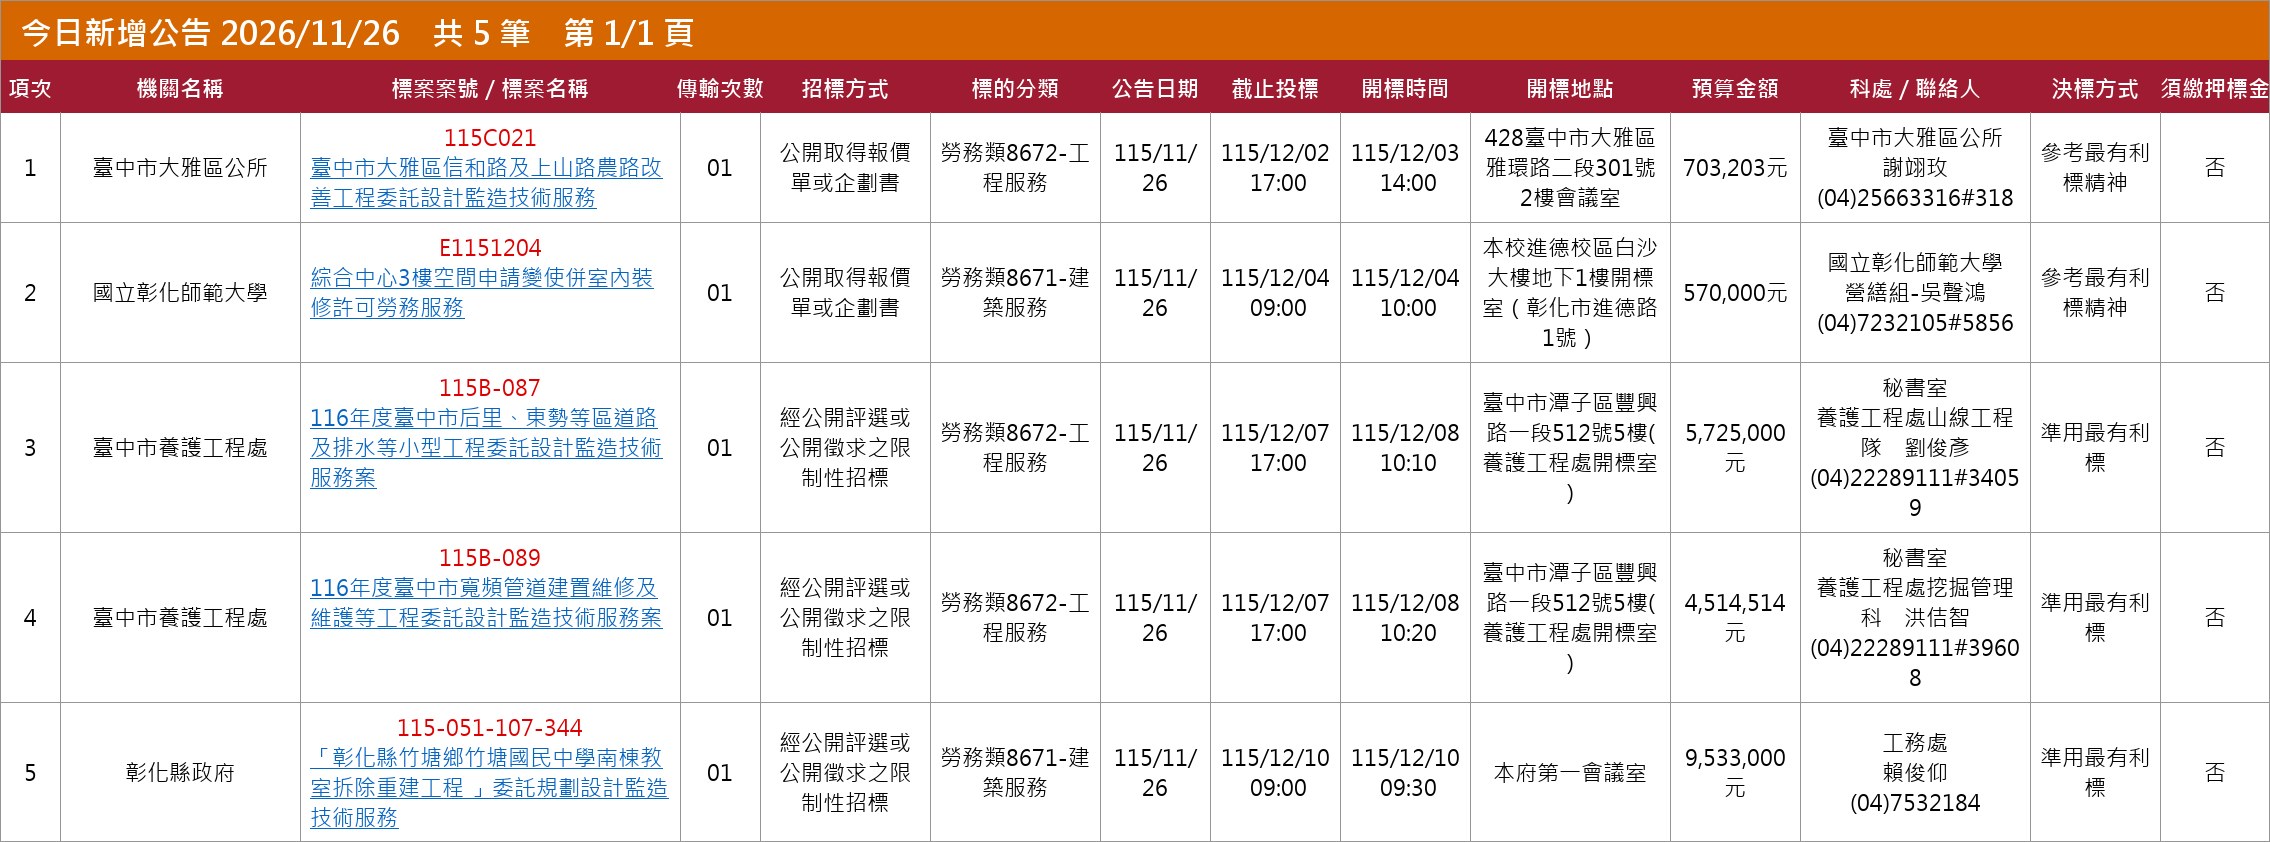 今日新增公告 2026/11/26　共 5 筆　第 1/1 頁
項次 機關名稱 標案案號 / 標案名稱 傳輸次數 招標方式 標的分類 公告日期 截止投標 開標時間 開標地點 預算金額 科處 / 聯絡人 決標方式 須繳押標金
1
臺中市大雅區公所
115C021
臺中市大雅區信和路及上山路農路改
善工程委託設計監造技術服務
01
公開取得報價
單或企劃書
勞務類8672-工
程服務
115/11/
26
115/12/02
17:00
115/12/03
14:00
428臺中市大雅區
雅環路二段301號
2樓會議室
703,203元
臺中市大雅區公所
謝翊玫
(04)25663316#318
參考最有利
標精神
否
2
國立彰化師範大學
E1151204
綜合中心3樓空間申請變使併室內裝
修許可勞務服務
01
公開取得報價
單或企劃書
勞務類8671-建
築服務
115/11/
26
115/12/04
09:00
115/12/04
10:00
本校進德校區白沙
大樓地下1樓開標
室（彰化市進德路
1號）
570,000元
國立彰化師範大學
營繕組-吳聲鴻
(04)7232105#5856
參考最有利
標精神
否
3
臺中市養護工程處
115B-087
116年度臺中市后里、東勢等區道路
及排水等小型工程委託設計監造技術
服務案
01
經公開評選或
公開徵求之限
制性招標
勞務類8672-工
程服務
115/11/
26
115/12/07
17:00
115/12/08
10:10
臺中市潭子區豐興
路一段512號5樓(
養護工程處開標室
)
5,725,000
元
秘書室
養護工程處山線工程
隊　劉俊彥
(04)22289111#3405
9
準用最有利
標
否
4
臺中市養護工程處
115B-089
116年度臺中市寬頻管道建置維修及
維護等工程委託設計監造技術服務案
01
經公開評選或
公開徵求之限
制性招標
勞務類8672-工
程服務
115/11/
26
115/12/07
17:00
115/12/08
10:20
臺中市潭子區豐興
路一段512號5樓(
養護工程處開標室
)
4,514,514
元
秘書室
養護工程處挖掘管理
科　洪佶智
(04)22289111#3960
8
準用最有利
標
否
5
彰化縣政府
115-051-107-344
「彰化縣竹塘鄉竹塘國民中學南棟教
室拆除重建工程 」委託規劃設計監造
技術服務
01
經公開評選或
公開徵求之限
制性招標
勞務類8671-建
築服務
115/11/
26
115/12/10
09:00
115/12/10
09:30
本府第一會議室
9,533,000
元
工務處
賴俊仰
(04)7532184
準用最有利
標
否